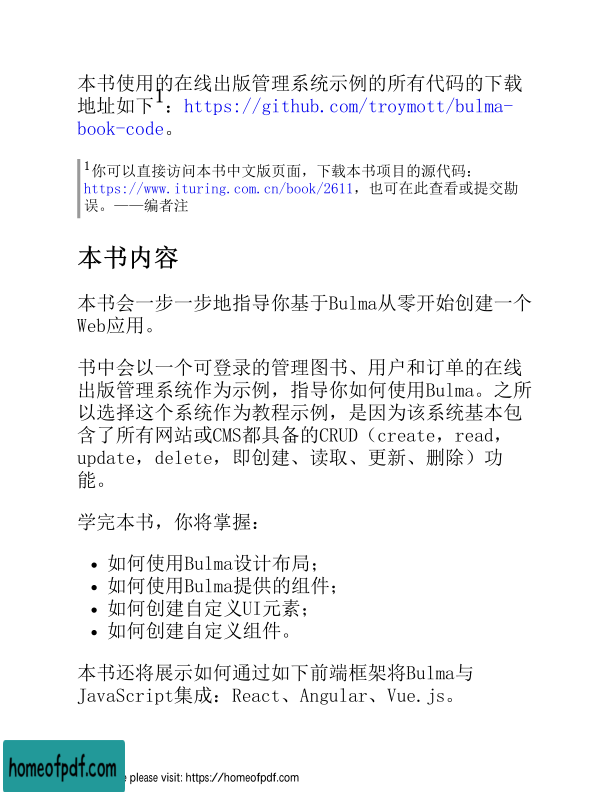 本书使用的在线出版管理系统示例的所有代码的下载
地址如下1：https://github.com/troymott/bulma-
book-code。
1你可以直接访问本书中文版页面，下载本书项目的源代码：
https://www.ituring.com.cn/book/2611，也可在此查看或提交勘
误。——编者注
本书内容
本书会一步一步地指导你基于Bulma从零开始创建一个
Web应用。
书中会以一个可登录的管理图书、用户和订单的在线
出版管理系统作为示例，指导你如何使用Bulma。之所
以选择这个系统作为教程示例，是因为该系统基本包
含了所有网站或CMS都具备的CRUD（create，read，
update，delete，即创建、读取、更新、删除）功
能。
学完本书，你将掌握：
• 如何使用Bulma设计布局；
• 如何使用Bulma提供的组件；
• 如何创建自定义UI元素；
• 如何创建自定义组件。
本书还将展示如何通过如下前端框架将Bulma与
JavaScript集成：React、Angular、Vue.js。
homeofpdf.com
please visit: https://homeofpdf.com